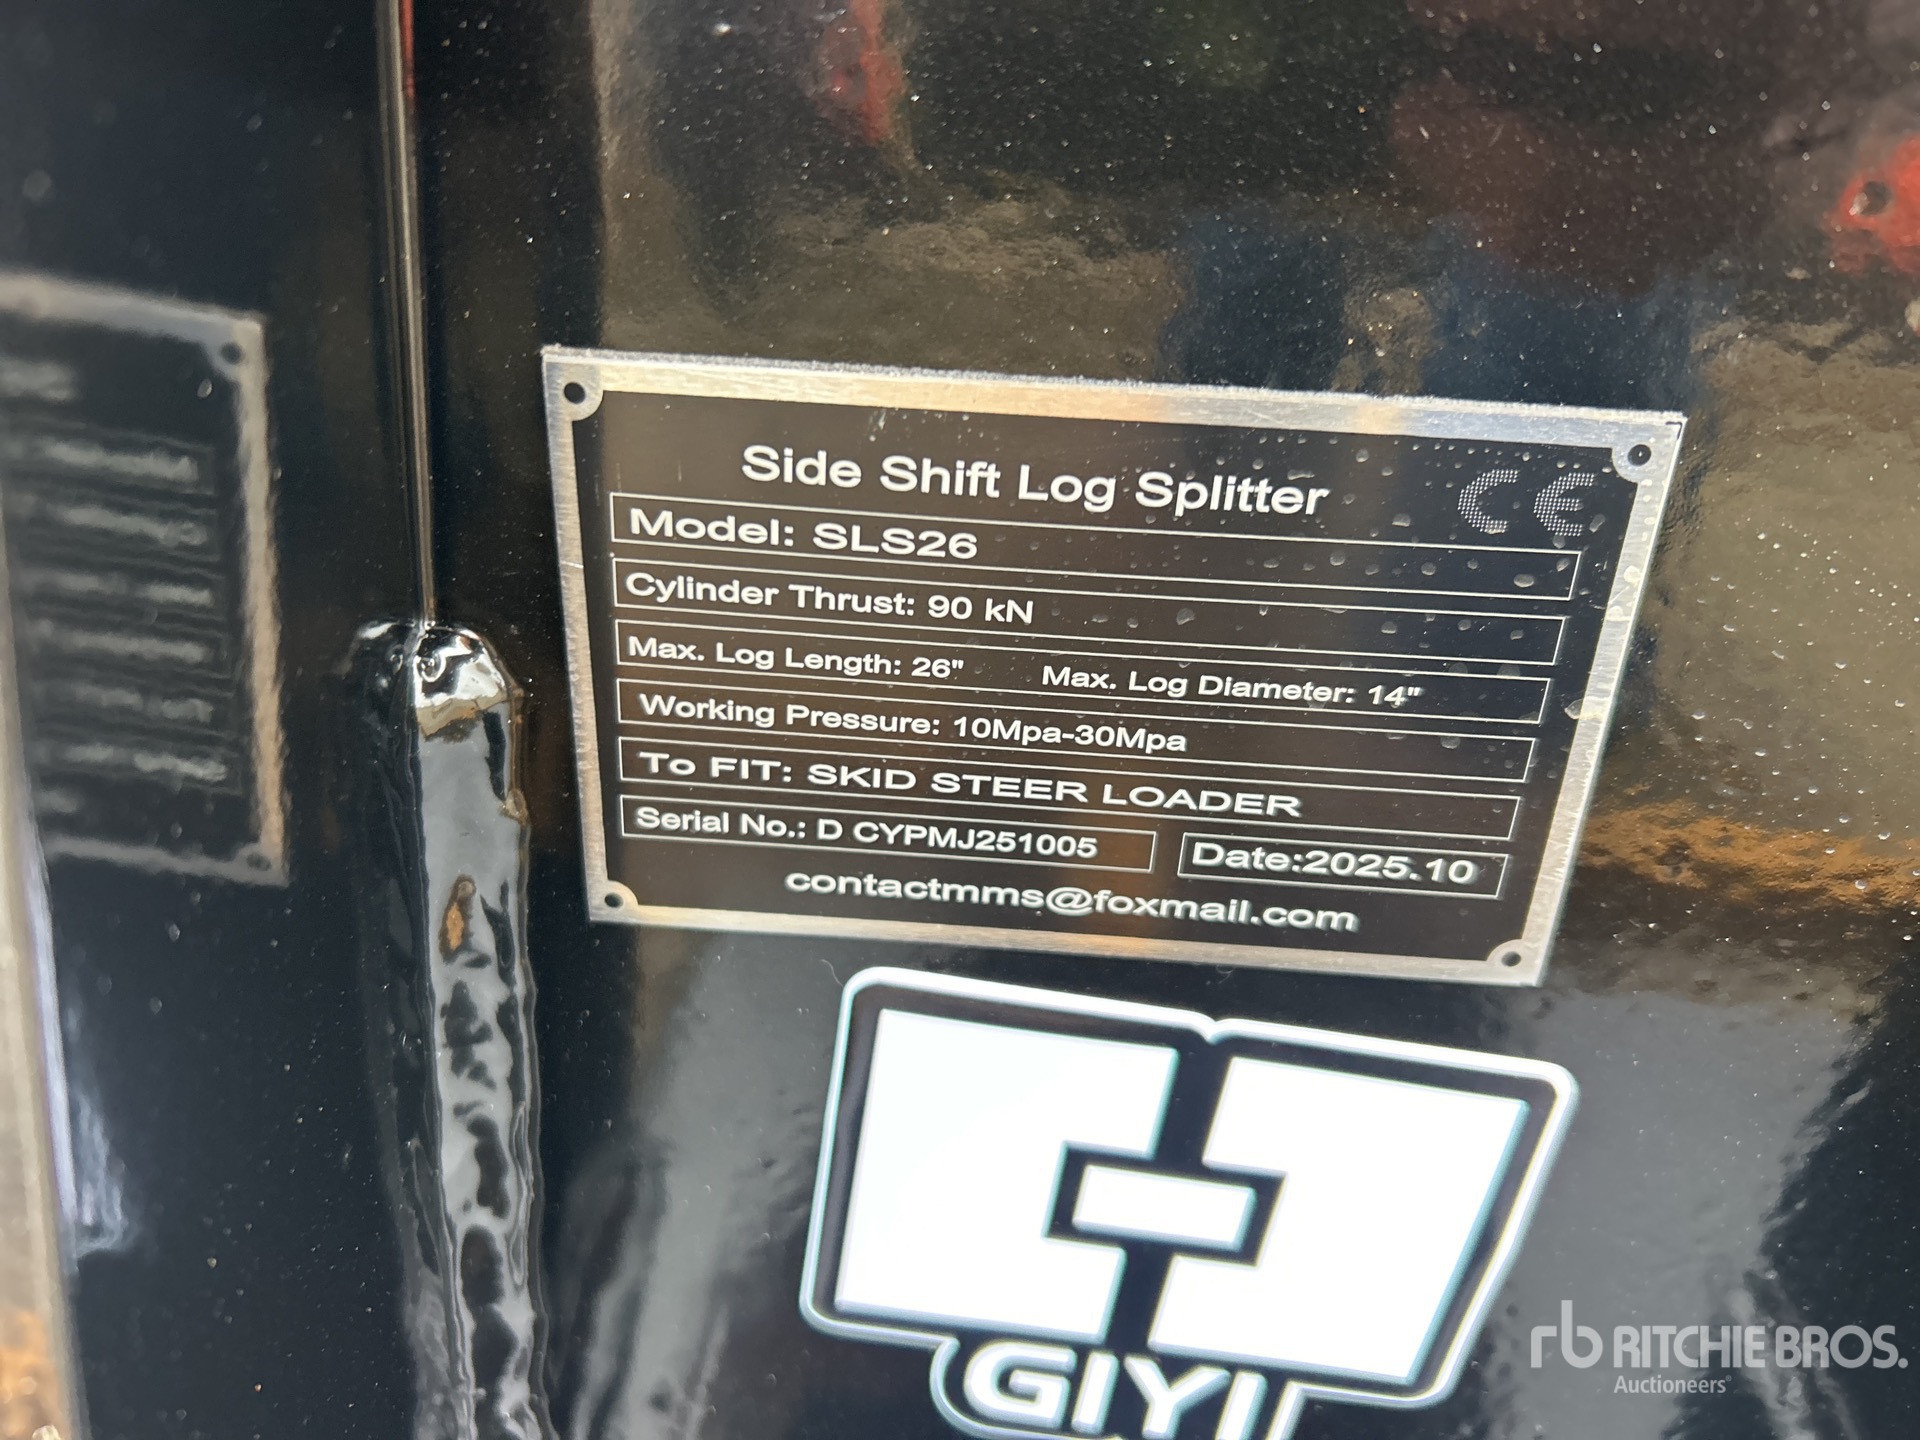 Side Shift Log Splitter
CE
Model: SLS26
Cylinder Thrust: 90 kN
Max. Log Length: 26" Max. Log Diameter: 14"
Working Pressure: 10Mpa-30Mpa
To FIT: SKID STEER LOADER
Serial No.: D CYPMJ251005 Date:2025.10
contactmms@foxmail.com
GIYI
rb RITCHIE BROS.
Auctioneers